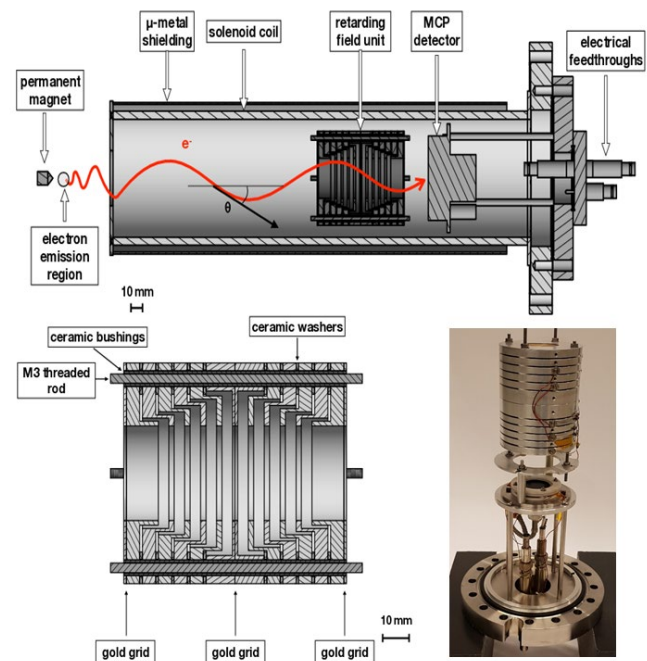 μ-metal
shielding
solenoid coil
retarding
field unit
MCP
detector
electrical
feedthroughs
permanent
magnet
e-
θ
electron
emission
region
10 mm
ceramic bushings
ceramic washers
M3 threaded
rod
10 mm
gold grid
gold grid
gold grid